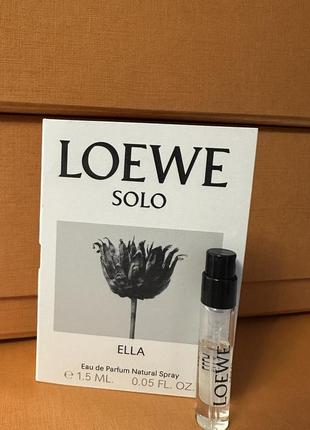 LOEWE
SOLO
ELLA
Eau de Parfum Natural Spray
℮ 1.5 ML. 0.05 FL. OZ.
LOEWE